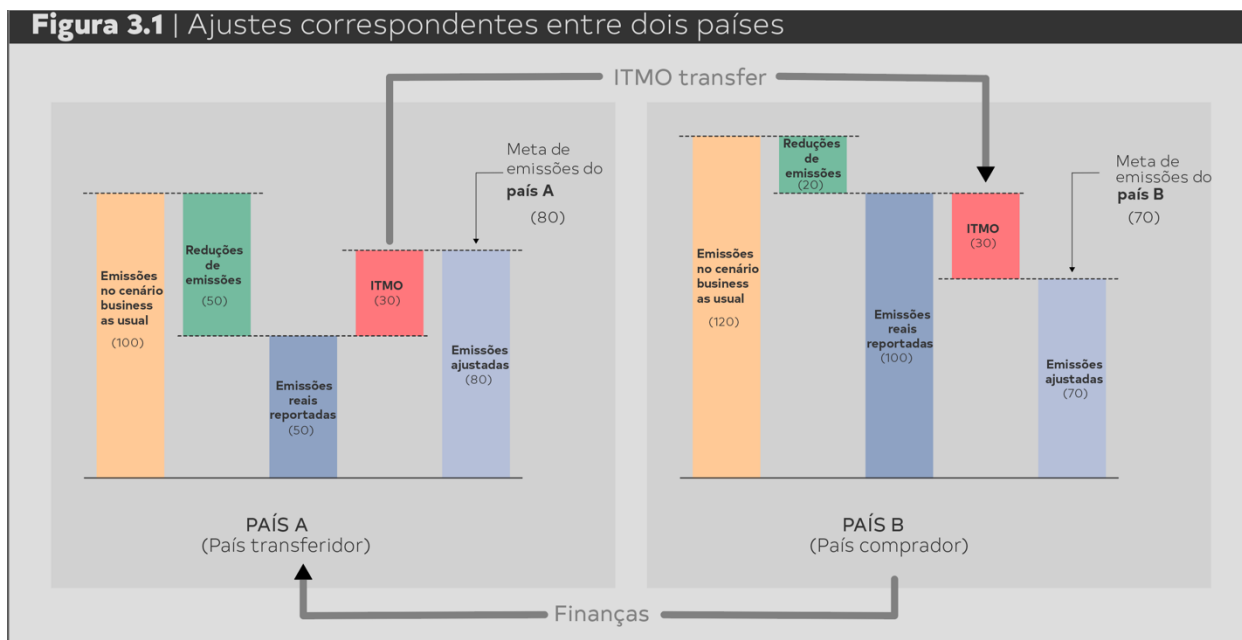 Figura 3.1 | Ajustes correspondentes entre dois países
ITMO transfer
Meta de
emissões do
país A
(80)
Reduções
de
emissões
(50)
Emissões
no cenário
business
as usual
(100)
ITMO
(30)
Emissões
ajustadas
(80)
Emissões
reais
reportadas
(50)
PAÍS A
(País transferidor)
Reduções
de
emissões
(20)
Meta de
emissões do
país B
(70)
ITMO
(30)
Emissões
no cenário
business
as usual
(120)
Emissões
reais
reportadas
(100)
Emissões
ajustadas
(70)
PAÍS B
(País comprador)
Finanças